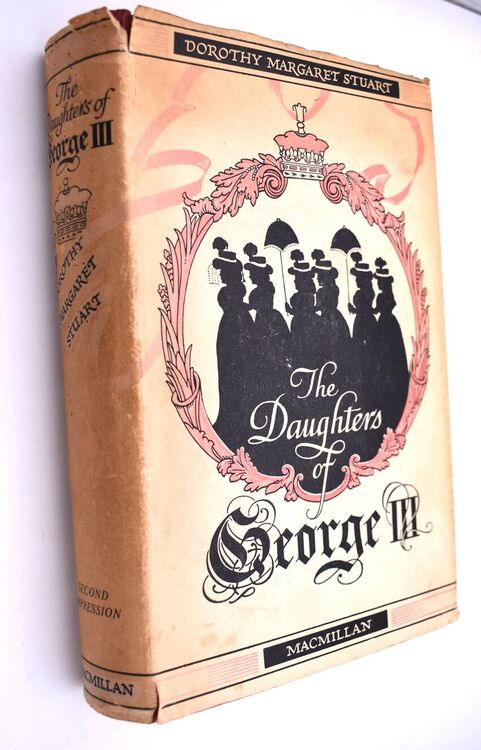 DOROTHY MARGARET STUART
The
Daughters
of
George III
MACMILLAN
The
Daughters of
George III
DOROTHY
MARGARET
STUART
SECOND
IMPRESSION
MACMILLAN